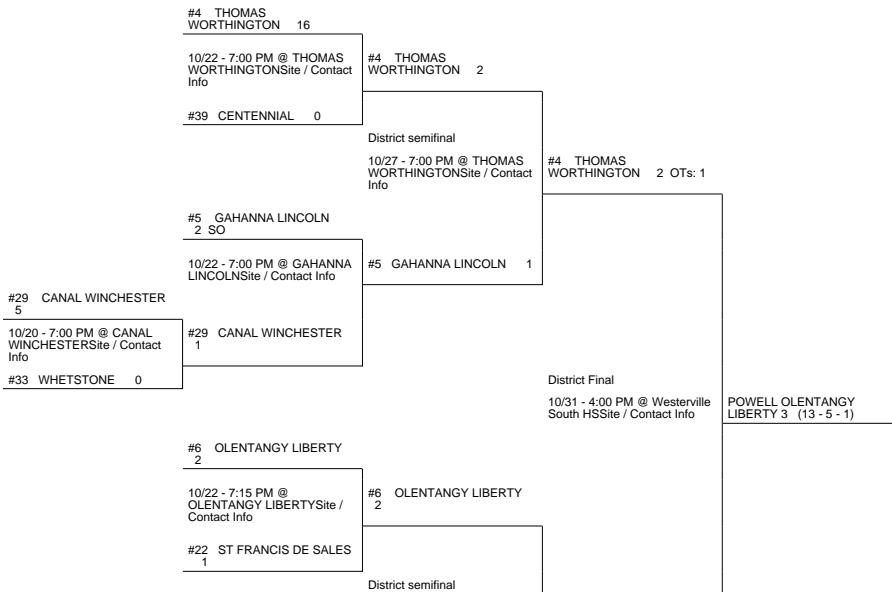 #4 THOMAS
WORTHINGTON 16
10/22 - 7:00 PM @ THOMAS
WORTHINGTONSite / Contact
Info
#39 CENTENNIAL 0
#4 THOMAS
WORTHINGTON 2
District semifinal
10/27 - 7:00 PM @ THOMAS
WORTHINGTONSite / Contact
Info
#4 THOMAS
WORTHINGTON 2 OTs: 1
#5 GAHANNA LINCOLN
2 SO
10/22 - 7:00 PM @ GAHANNA
LINCOLNSite / Contact Info
#5 GAHANNA LINCOLN 1
#29 CANAL WINCHESTER
5
10/20 - 7:00 PM @ CANAL
WINCHESTERSite / Contact
Info
#33 WHETSTONE 0
#29 CANAL WINCHESTER
1
District Final
10/31 - 4:00 PM @ Westerville
South HSSite / Contact Info
POWELL OLENTANGY
LIBERTY 3 (13 - 5 - 1)
#6 OLENTANGY LIBERTY
2
10/22 - 7:15 PM @
OLENTANGY LIBERTYSite /
Contact Info
#22 ST FRANCIS DE SALES
1
#6 OLENTANGY LIBERTY
2
District semifinal